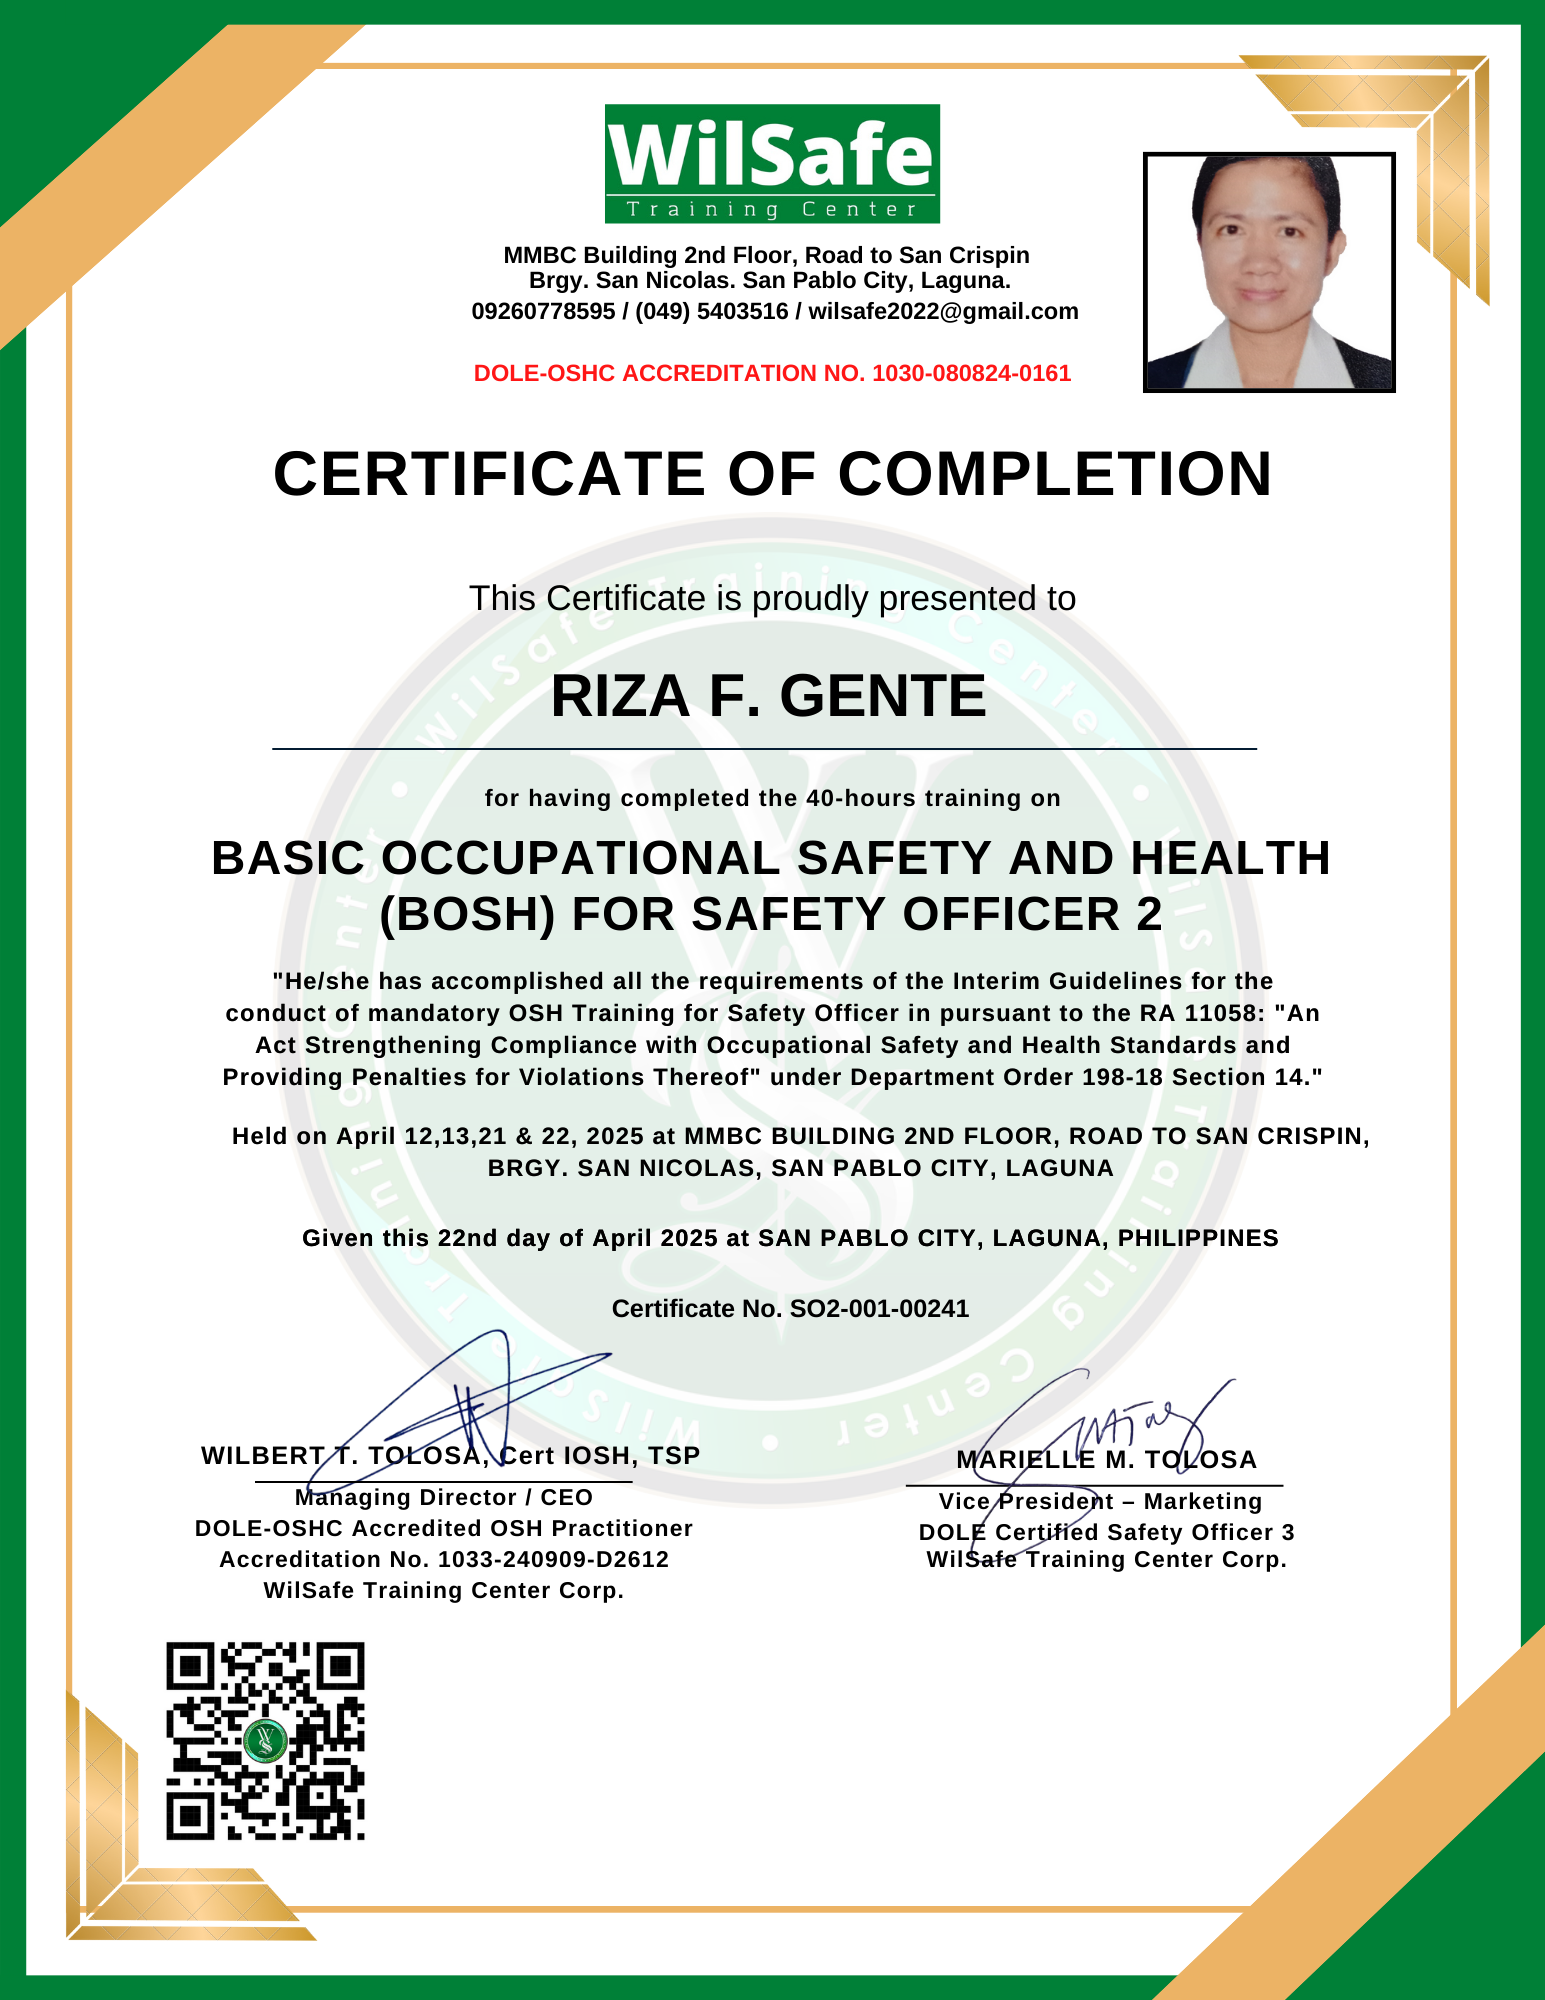 WilSafe
Training Center
MMBC Building 2nd Floor, Road to San Crispin
Brgy. San Nicolas. San Pablo City, Laguna.
09260778595 / (049) 5403516 / wilsafe2022@gmail.com
DOLE-OSHC ACCREDITATION NO. 1030-080824-0161
CERTIFICATE OF COMPLETION
This Certificate is proudly presented to
RIZA F. GENTE
for having completed the 40-hours training on
BASIC OCCUPATIONAL SAFETY AND HEALTH
(BOSH) FOR SAFETY OFFICER 2
"He/she has accomplished all the requirements of the Interim Guidelines for the
conduct of mandatory OSH Training for Safety Officer in pursuant to the RA 11058: "An
Act Strengthening Compliance with Occupational Safety and Health Standards and
Providing Penalties for Violations Thereof" under Department Order 198-18 Section 14."
Held on April 12,13,21 & 22, 2025 at MMBC BUILDING 2ND FLOOR, ROAD TO SAN CRISPIN,
BRGY. SAN NICOLAS, SAN PABLO CITY, LAGUNA
Given this 22nd day of April 2025 at SAN PABLO CITY, LAGUNA, PHILIPPINES
Certificate No. SO2-001-00241
WILBERT T. TOLOSA, Cert IOSH, TSP
Managing Director / CEO
DOLE-OSHC Accredited OSH Practitioner
Accreditation No. 1033-240909-D2612
WilSafe Training Center Corp.
MARIELLE M. TOLOSA
Vice President – Marketing
DOLE Certified Safety Officer 3
WilSafe Training Center Corp.
WilSafe Training Center • WilSafe Training Center • WilSafe Training Center •